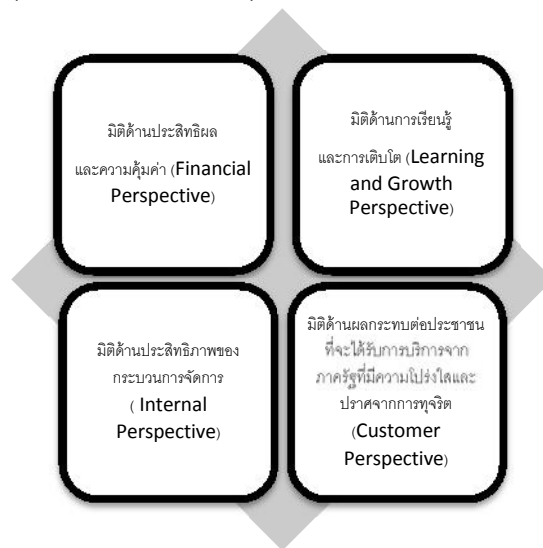 มิติด้านประสิทธิผล
และความคุ้มค่า (Financial
Perspective)
มิติด้านการเรียนรู้
และการเติบโต (Learning
and Growth
Perspective)
มิติด้านประสิทธิภาพของ
กระบวนการจัดการ
( Internal
Perspective)
มิติด้านผลกระทบต่อประชาชน
ที่จะได้รับการบริการจาก
ภาครัฐที่มีความโปร่งใสและ
ปราศจากการทุจริต
(Customer
Perspective)